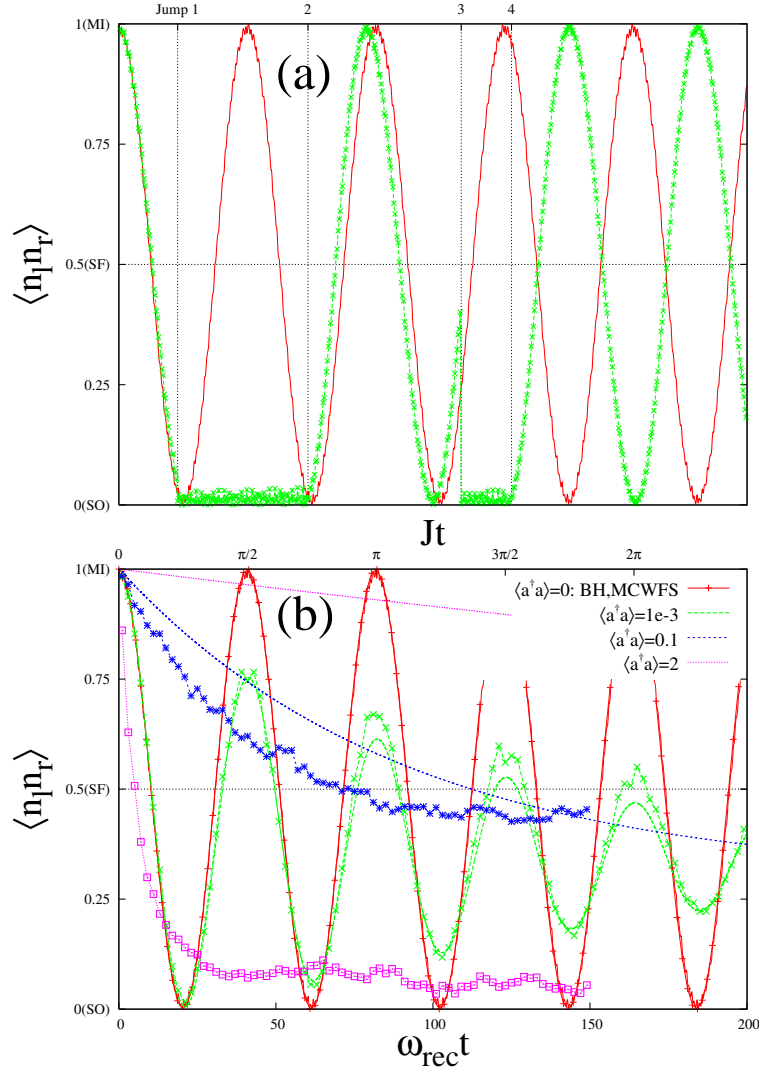 Jump 1 2 3 4
1(MI)
(a)
0.75
⟨n_l n_r⟩
0.5(SF)
0.25
0(SO)
Jt
0 π/2 π 3π/2 2π
1(MI)
⟨a†a⟩=0: BH,MCWFS
(b)
⟨a†a⟩=1e-3
⟨a†a⟩=0.1
⟨a†a⟩=2
0.75
⟨n_l n_r⟩
0.5(SF)
0.25
0(SO)
0 50 100 150 200
ω_rec t